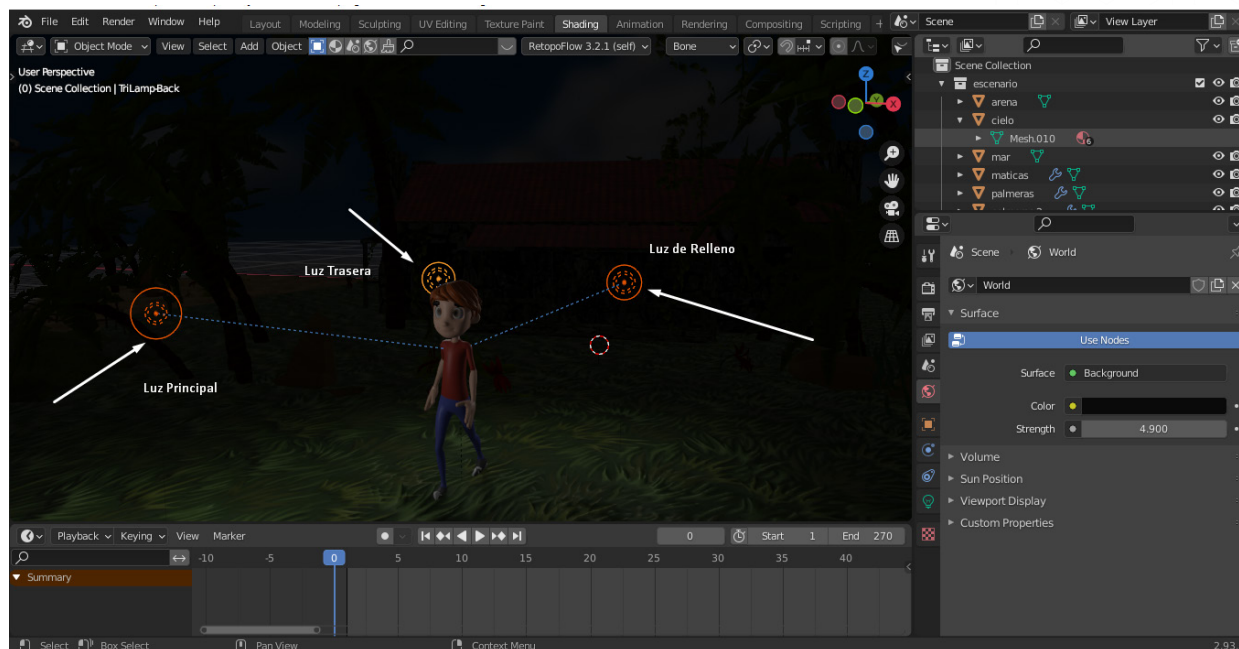 File Edit Render Window Help Layout Modeling Sculpting UV Editing Texture Paint Shading Animation Rendering Compositing Scripting + Scene View Layer
Object Mode View Select Add Object RetopoFlow 3.2.1 (self) Bone
User Perspective
(0) Scene Collection | TriLamp-Back
Z
Y
X
Luz de Relleno
Luz Trasera
Luz Principal
Scene Collection
escenario
arena
cielo
Mesh.010 6
mar
maticas
palmeras
Scene World
World
Surface
Use Nodes
Surface Background
Color
Strength 4.900
Volume
Sun Position
Viewport Display
Custom Properties
Playback Keying View Marker 0 Start 1 End 270
-10 -5 0 5 10 15 20 25 30 35 40
Summary
Select Box Select Pan View Context Menu 2.93